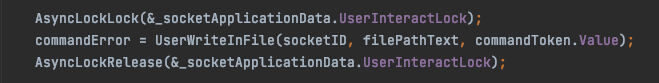 AsyncLockLock(&_socketApplicationData.UserInteractLock);
commandError = UserWriteInFile(socketID, filePathText, commandToken.Value);
AsyncLockRelease(&_socketApplicationData.UserInteractLock);